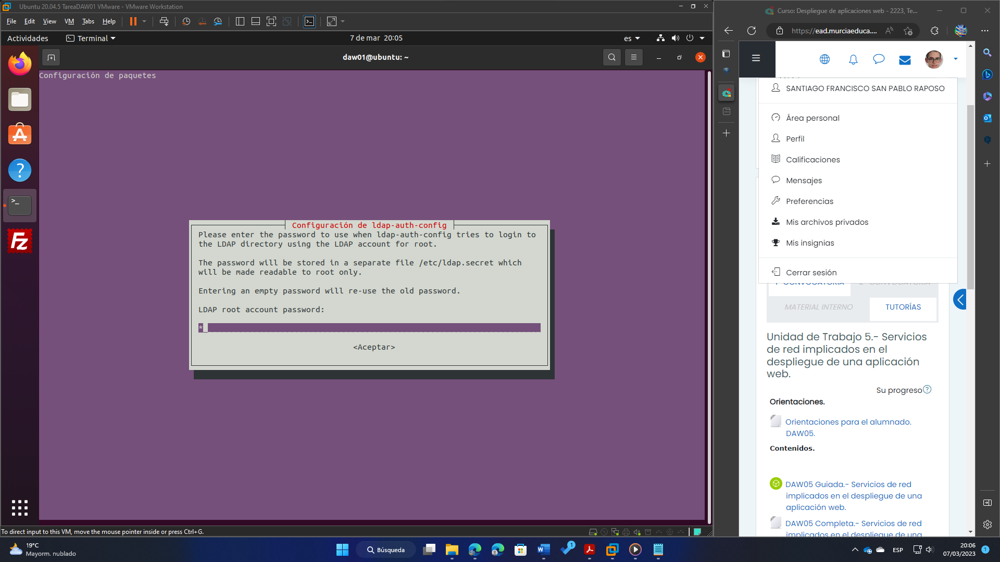 Ubuntu 20.04.5 TareaDAW01 VMware - VMware Workstation
File Edit View VM Tabs Help
Actividades
Terminal
7 de mar 20:05
es
daw01@ubuntu: ~
Configuración de paquetes
Configuración de ldap-auth-config
Please enter the password to use when ldap-auth-config tries to login to
the LDAP directory using the LDAP account for root.
The password will be stored in a separate file /etc/ldap.secret which
will be made readable to root only.
Entering an empty password will re-use the old password.
LDAP root account password:
*_
<Aceptar>
To direct input to this VM, move the mouse pointer inside or press Ctrl+G.
Curso: Despliegue de aplicaciones web - 2223, Te...
https://ead.murciaeduca....
SANTIAGO FRANCISCO SAN PABLO RAPOSO
Área personal
Perfil
Calificaciones
Mensajes
Preferencias
Mis archivos privados
Mis insignias
Cerrar sesión
MATERIAL INTERNO
TUTORÍAS
Unidad de Trabajo 5.- Servicios
de red implicados en el
despliegue de una aplicación
web.
Su progreso
Orientaciones.
Orientaciones para el alumnado.
DAW05.
Contenidos.
DAW05 Guiada.- Servicios de red
implicados en el despliegue de una
aplicación web.
DAW05 Completa.- Servicios de red
implicados en el despliegue de una
19°C
Mayorm. nublado
Búsqueda
1
ESP
20:06
07/03/2023
1